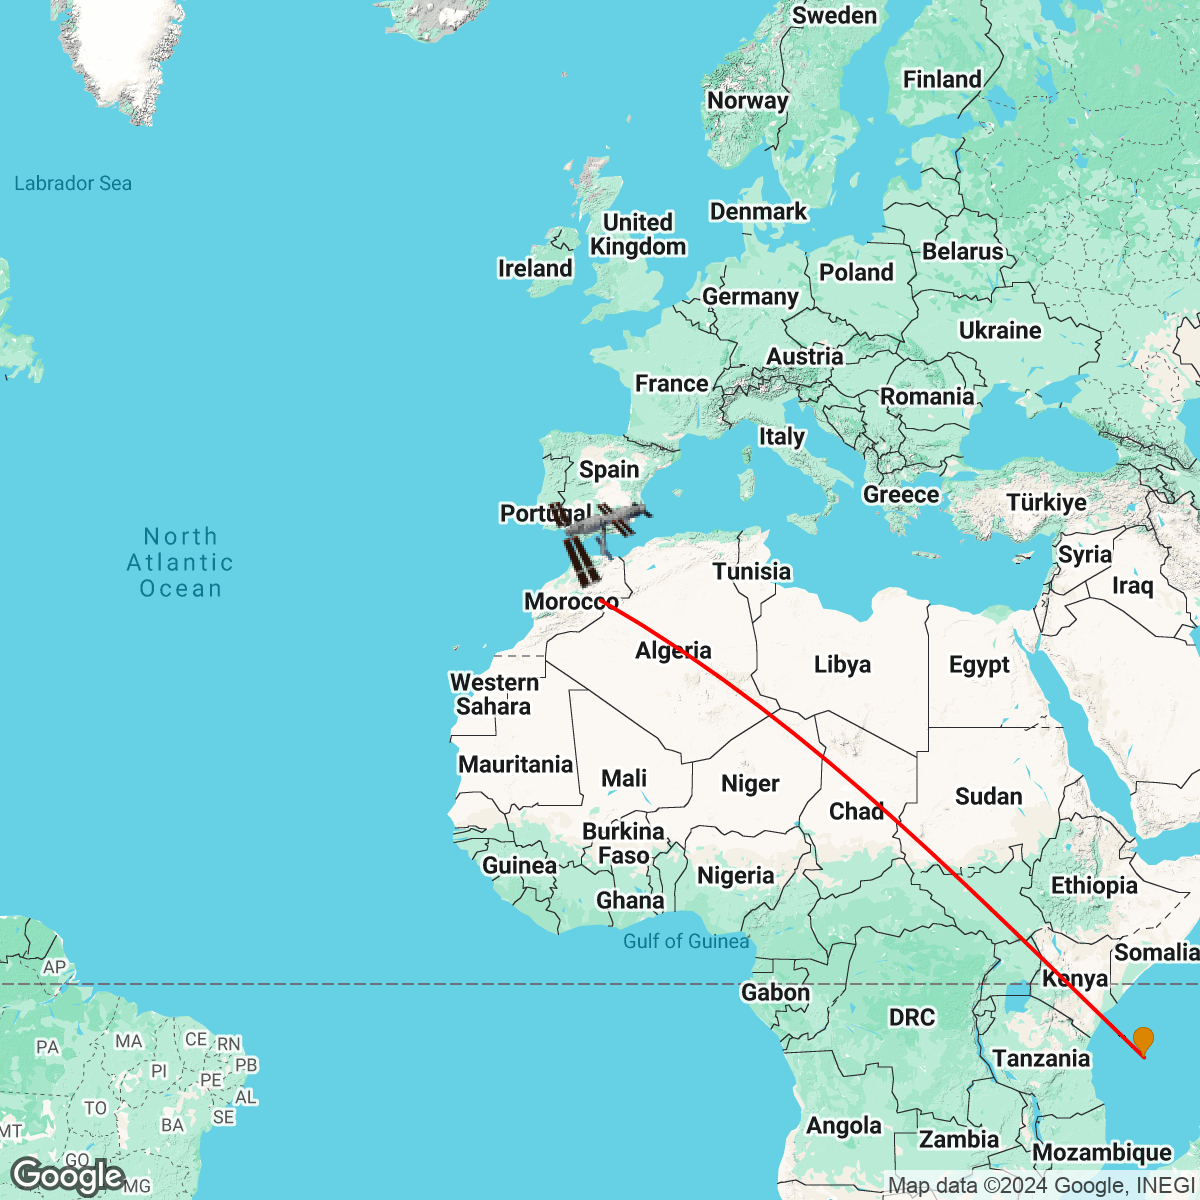 Sweden
Finland
Norway
Labrador Sea
Denmark
United
Kingdom
Belarus
Ireland
Poland
Germany
Ukraine
Austria
France
Romania
Italy
Spain
Greece
Türkiye
Portugal
North
Atlantic
Ocean
Syria
Tunisia
Iraq
Morocco
Algeria
Libya
Egypt
Western
Sahara
Mauritania
Mali
Niger
Sudan
Chad
Burkina
Faso
Guinea
Nigeria
Ethiopia
Ghana
Gulf of Guinea
Somalia
AP
Kenya
Gabon
DRC
PA
MA
CE
RN
Tanzania
PI
PB
PE
AL
TO
SE
BA
MT
Angola
Zambia
Mozambique
GO
MG
Google
Map data ©2024 Google, INEGI